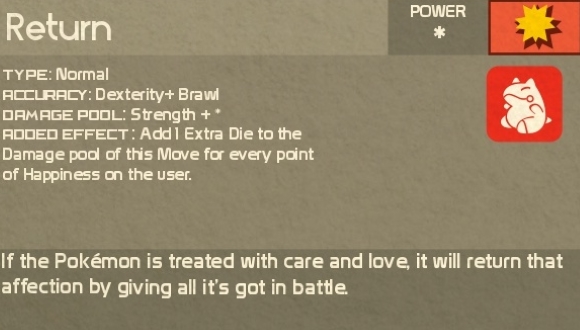 Return
POWER
*
TYPE: Normal
ACCURACY: Dexterity+ Brawl
DAMAGE POOL: Strength + *
ADDED EFFECT: Add 1 Extra Die to the
Damage pool of this Move for every point
of Happiness on the user.
If the Pokémon is treated with care and love, it will return that
affection by giving all it's got in battle.